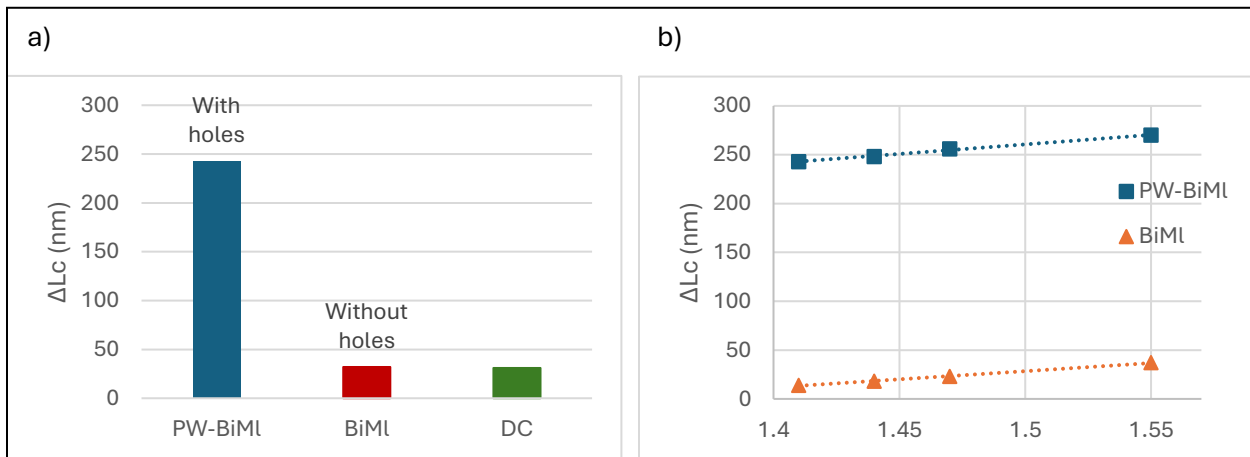 a)
300
250
200
150
100
50
0
ΔLc (nm)
With
holes
Without
holes
PW-BiMl
BiMl
DC
b)
300
250
200
150
100
50
0
ΔLc (nm)
PW-BiMl
BiMl
1.4
1.45
1.5
1.55